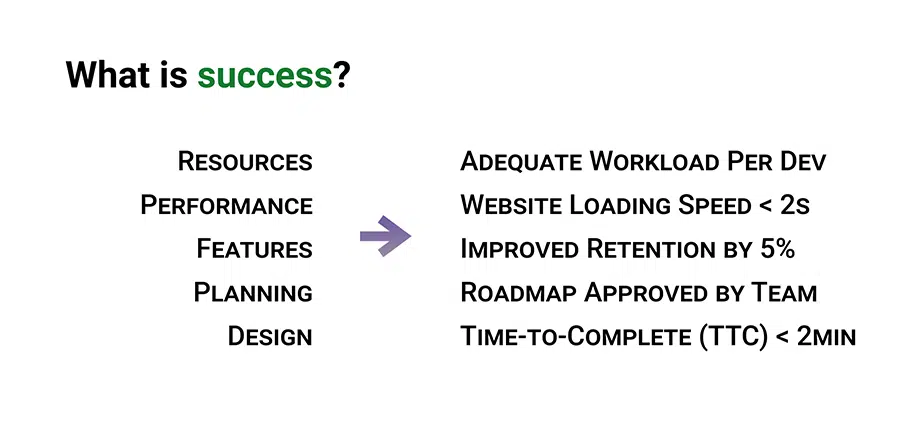 What is success?
Resources
Performance
Features
Planning
Design
Adequate Workload Per Dev
Website Loading Speed < 2s
Improved Retention by 5%
Roadmap Approved by Team
Time-to-Complete (TTC) < 2min